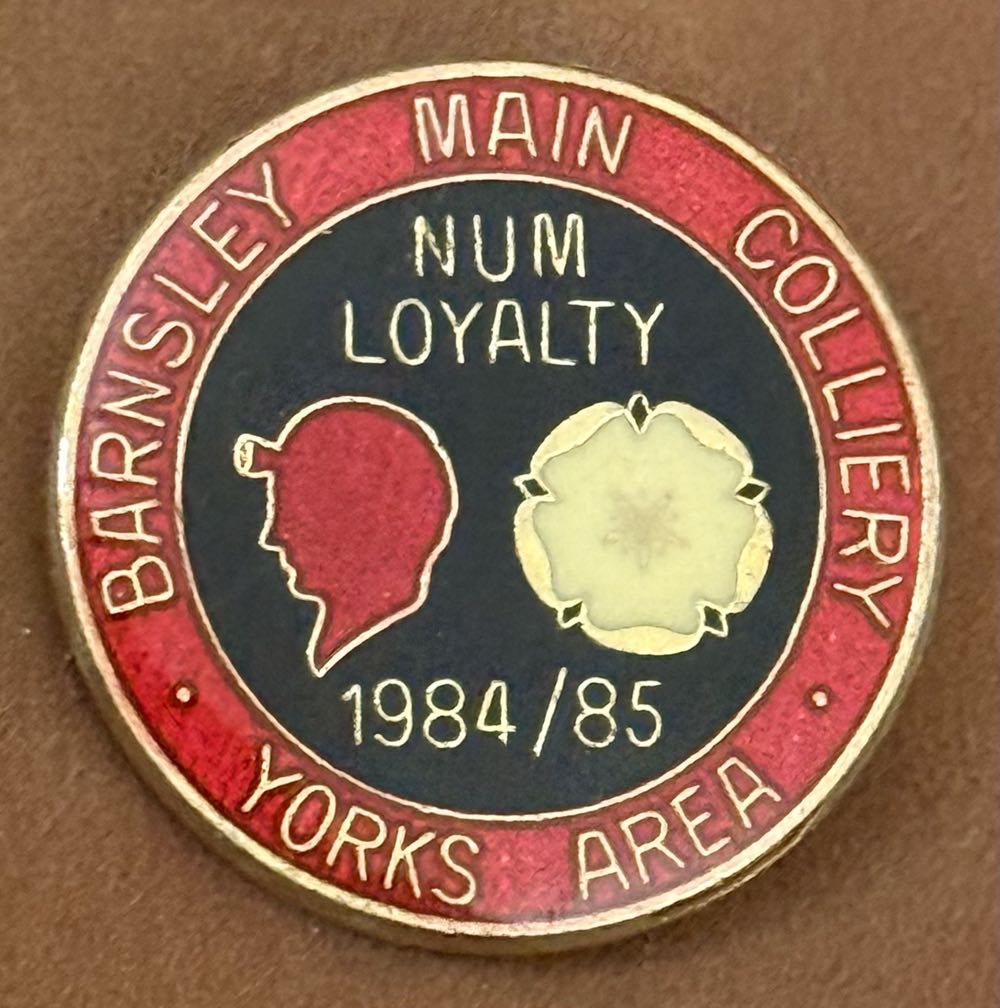 BARNSLEY MAIN COLLIERY
NUM
LOYALTY
1984/85
· YORKS AREA ·